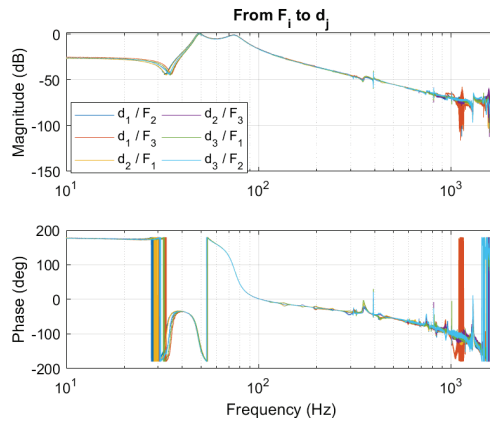 From F_i to d_j
Magnitude (dB)
0
-50
-100
-150
d_1 / F_2
d_1 / F_3
d_2 / F_1
d_2 / F_3
d_3 / F_1
d_3 / F_2
10^1
10^2
10^3
Phase (deg)
200
100
0
-100
-200
10^1
10^2
10^3
Frequency (Hz)